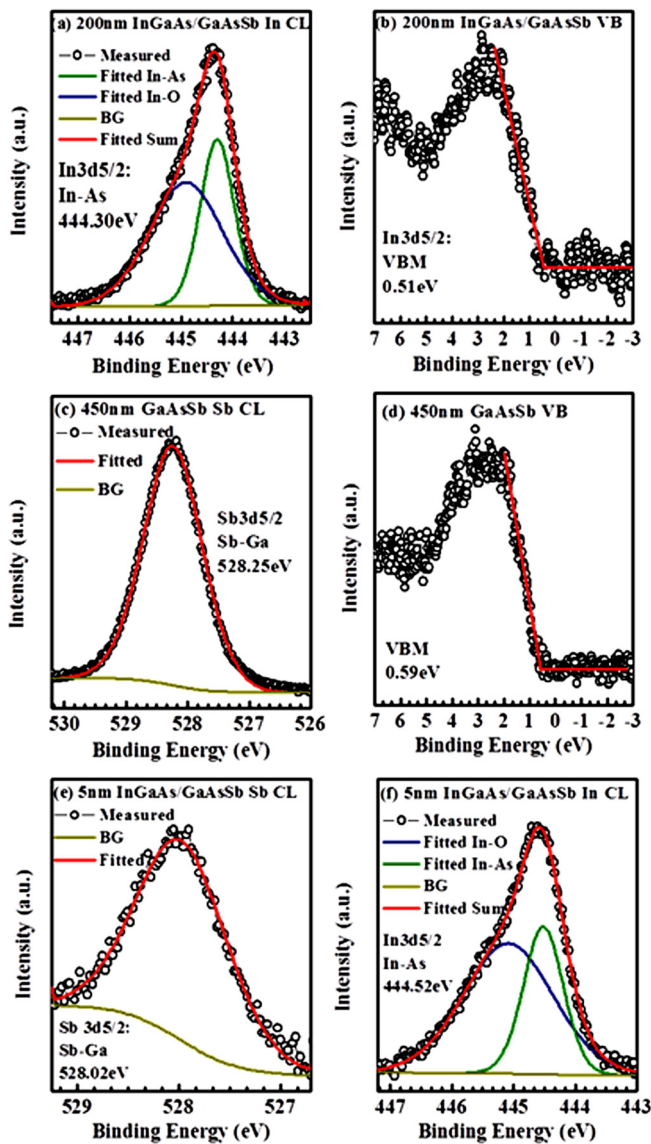 (a) 200nm InGaAs/GaAsSb In CL
Measured
Fitted In-As
Fitted In-O
BG
Fitted Sum
In3d5/2:
In-As
444.30eV
Intensity (a.u.)
447 446 445 444 443
Binding Energy (eV)
(b) 200nm InGaAs/GaAsSb VB
In3d5/2:
VBM
0.51eV
Intensity (a.u.)
7 6 5 4 3 2 1 0 -1 -2 -3
Binding Energy (eV)
(c) 450nm GaAsSb Sb CL
Measured
Fitted
BG
Sb3d5/2
Sb-Ga
528.25eV
Intensity (a.u.)
530 529 528 527 526
Binding Energy (eV)
(d) 450nm GaAsSb VB
VBM
0.59eV
Intensity (a.u.)
7 6 5 4 3 2 1 0 -1 -2 -3
Binding Energy (eV)
(e) 5nm InGaAs/GaAsSb Sb CL
Measured
BG
Fitted
Sb 3d5/2:
Sb-Ga
528.02eV
Intensity (a.u.)
529 528 527
Binding Energy (eV)
(f) 5nm InGaAs/GaAsSb In CL
Measured
Fitted In-O
Fitted In-As
BG
Fitted Sum
In3d5/2
In-As
444.52eV
Intensity (a.u.)
447 446 445 444 443
Binding Energy (eV)